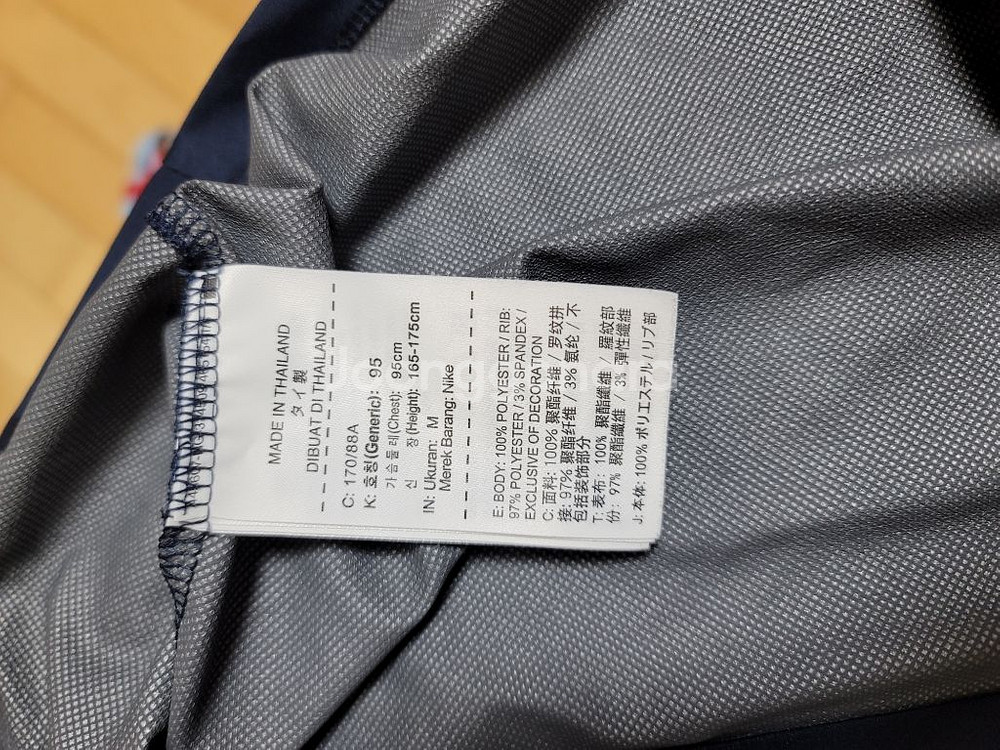 MADE IN THAILAND
タイ製
DIBUAT DI THAILAND
C: 170/88A
K: 호칭(Generic): 95
가슴둘레(Chest): 95cm
신 장(Height): 165-175cm
IN: Ukuran: M
Merek Barang: Nike
E: BODY: 100% POLYESTER / RIB:
97% POLYESTER / 3% SPANDEX /
EXCLUSIVE OF DECORATION
C: 面料: 100% 聚酯纤维 / 罗纹拼
接: 97% 聚酯纤维 / 3% 氨纶 / 不
包括装饰部分
T: 表布: 100% 聚酯纖維 / 羅紋部
份: 97% 聚酯纖維 / 3% 彈性纖維
J: 本体: 100% ポリエステル / リブ部